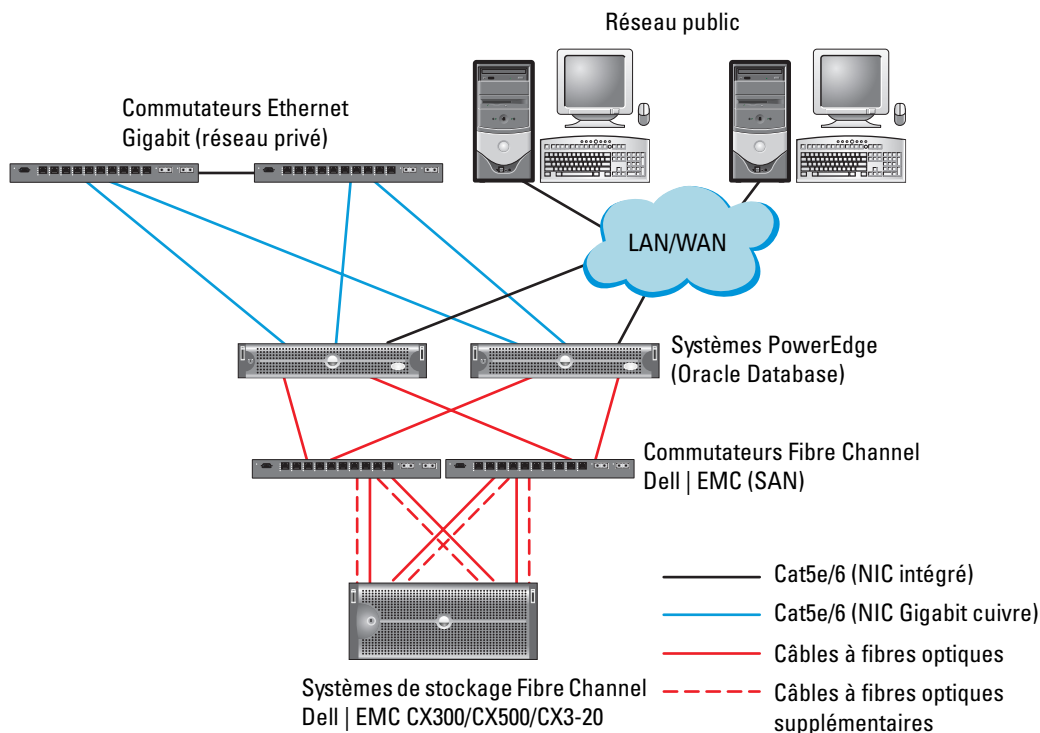 Réseau public
Commutateurs Ethernet
Gigabit (réseau privé)
LAN/WAN
Systèmes PowerEdge
(Oracle Database)
Commutateurs Fibre Channel
Dell | EMC (SAN)
Cat5e/6 (NIC intégré)
Cat5e/6 (NIC Gigabit cuivre)
Câbles à fibres optiques
Câbles à fibres optiques
supplémentaires
Systèmes de stockage Fibre Channel
Dell | EMC CX300/CX500/CX3-20